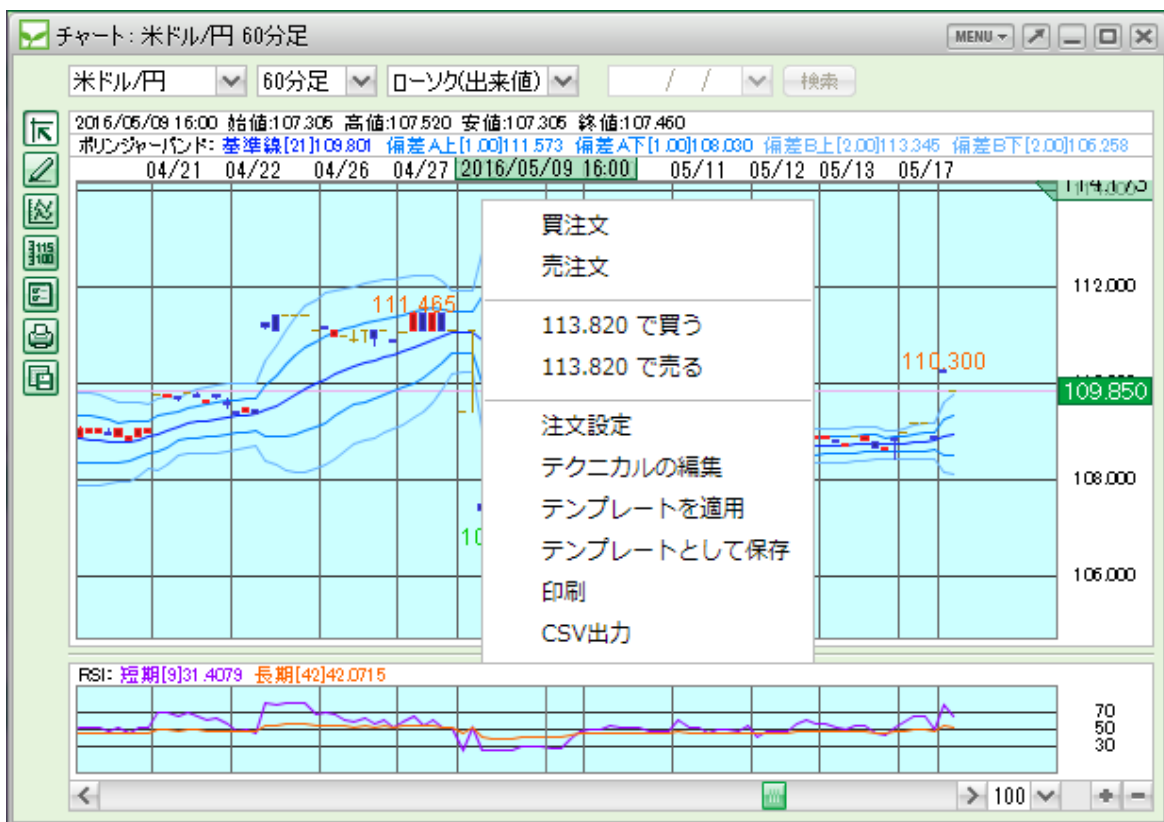 チャート: 米ドル/円 60分足
MENU
米ドル/円 60分足 ローソク(出来値) / / 検索
2016/05/09 16:00 始値:107.305 高値:107.520 安値:107.305 終値:107.460
ボリンジャーバンド: 基準線[21]109.801 偏差A上[1.00]111.573 偏差A下[1.00]108.030 偏差B上[2.00]113.345 偏差B下[2.00]106.258
04/21 04/22 04/26 04/27 2016/05/09 16:00 05/11 05/12 05/13 05/17
買注文
売注文
112.000
111.465
113.820 で買う
113.820 で売る
110.300
109.850
注文設定
テクニカルの編集
108.000
テンプレートを適用
テンプレートとして保存
10
106.000
印刷
CSV出力
RSI: 短期[9]31.4079 長期[42]42.0715
70
50
30
100